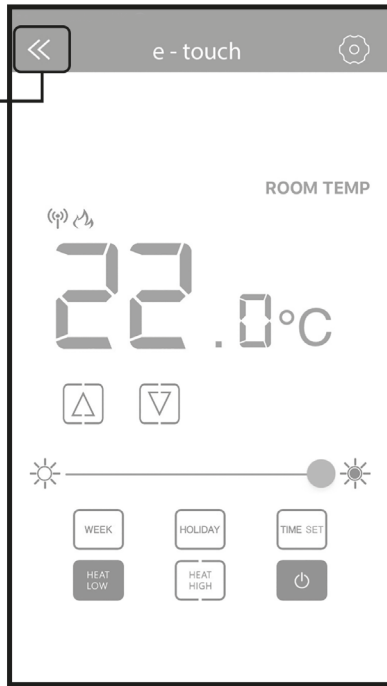 e - touch
ROOM TEMP
22.0°C
WEEK
HOLIDAY
TIME SET
HEAT
LOW
HEAT
HIGH